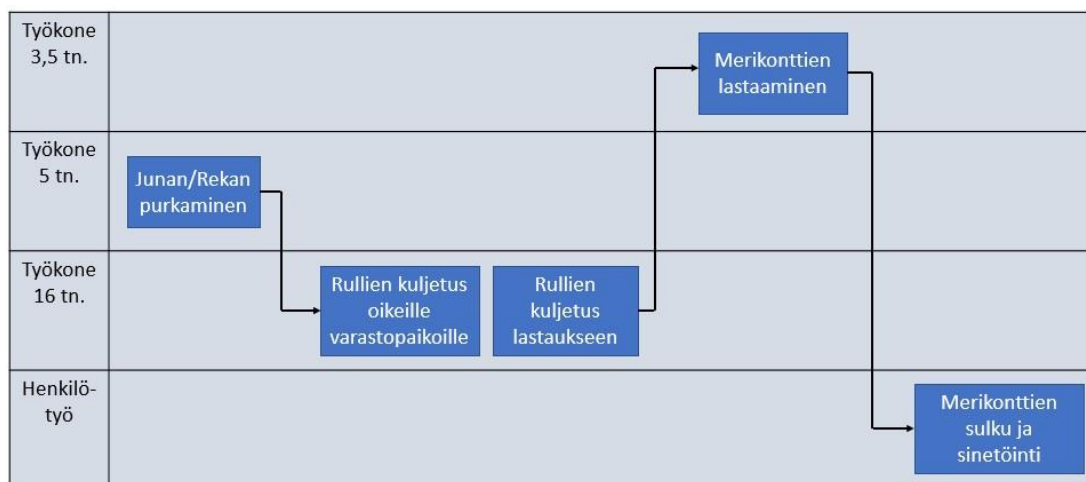 Työkone
3,5 tn.
Merikonttien
lastaaminen
Työkone
5 tn.
Junan/Rekan
purkaminen
Työkone
16 tn.
Rullien kuljetus
oikeille
varastopaikoille
Rullien
kuljetus
lastaukseen
Henkilö-
työ
Merikonttien
sulku ja
sinetöinti